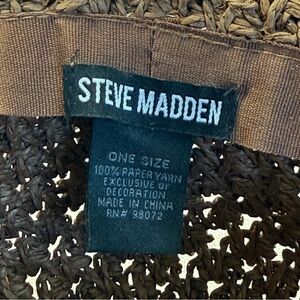 STEVE MADDEN
ONE SIZE
100% PAPER YARN
EXCLUSIVE OF
DECORATION
MADE IN CHINA
RN# 98072